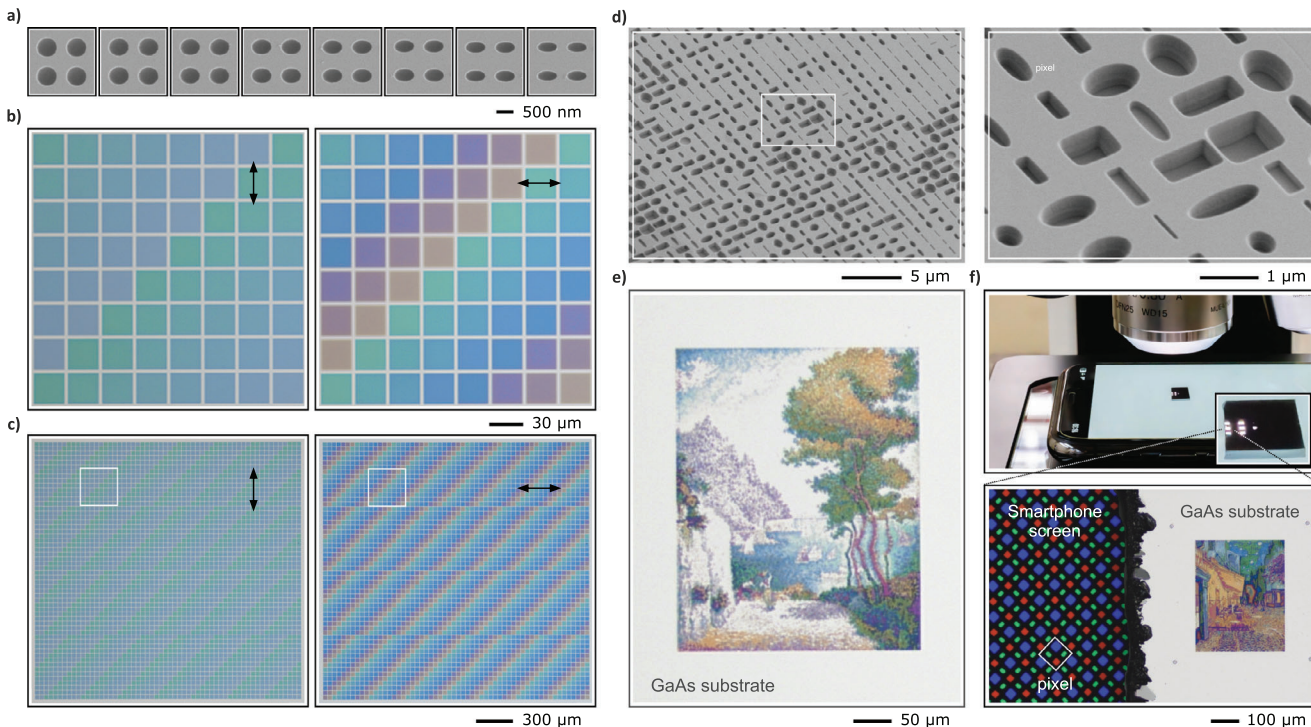 a)
500 nm
b)
30 µm
c)
300 µm
d)
pixel
5 µm
1 µm
e)
GaAs substrate
50 µm
f)
A
WD15
Smartphone
screen
pixel
GaAs substrate
100 µm